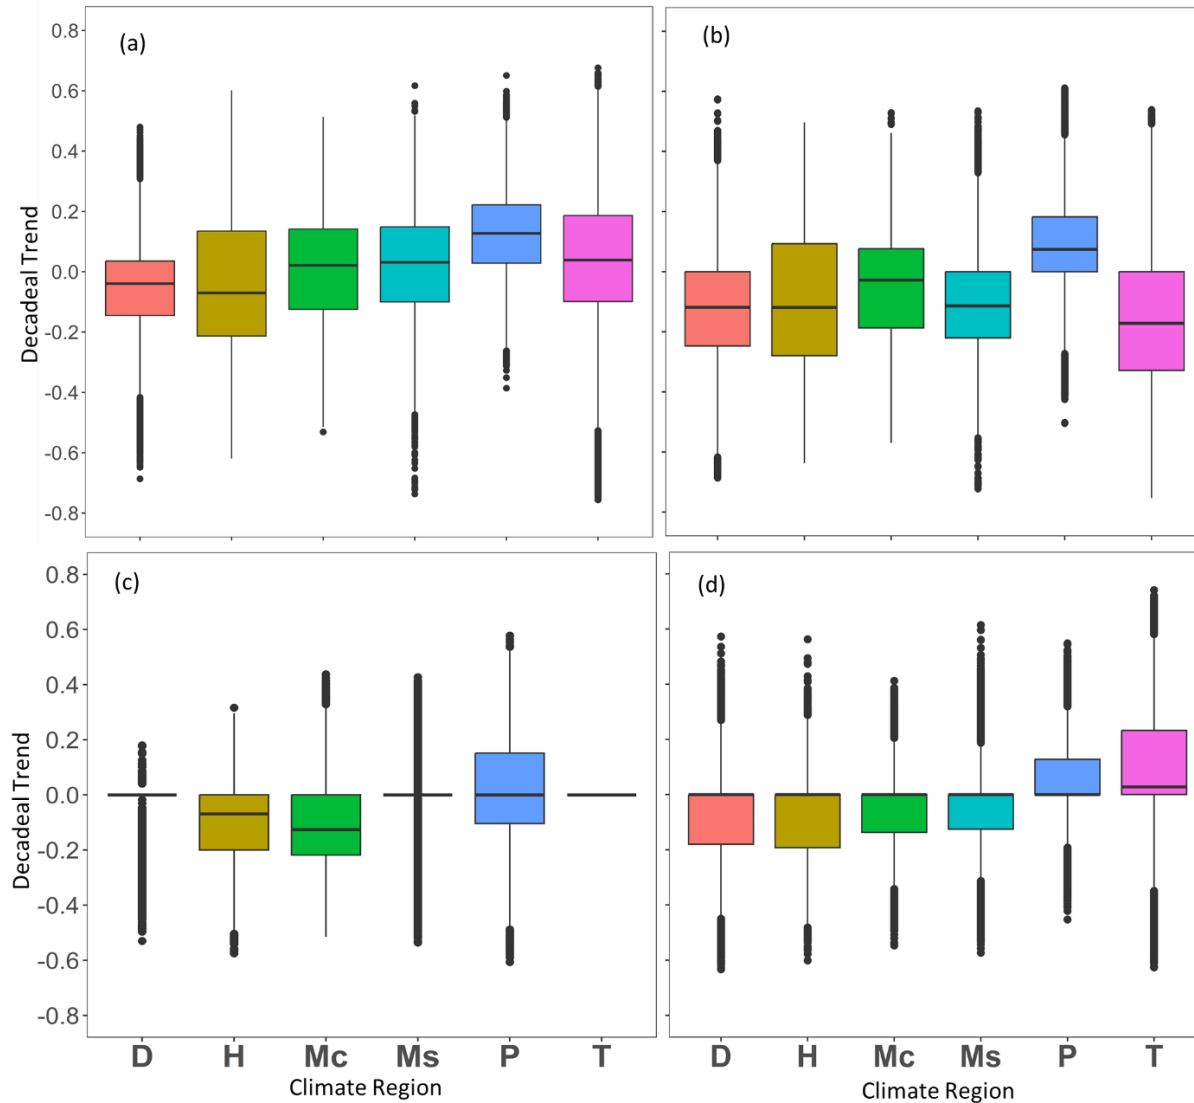 (a)
(b)
Decadeal Trend
0.8
0.6
0.4
0.2
0.0
-0.2
-0.4
-0.6
-0.8
(c)
(d)
Decadeal Trend
0.8
0.6
0.4
0.2
0.0
-0.2
-0.4
-0.6
-0.8
D H Mc Ms P T
D H Mc Ms P T
Climate Region
Climate Region